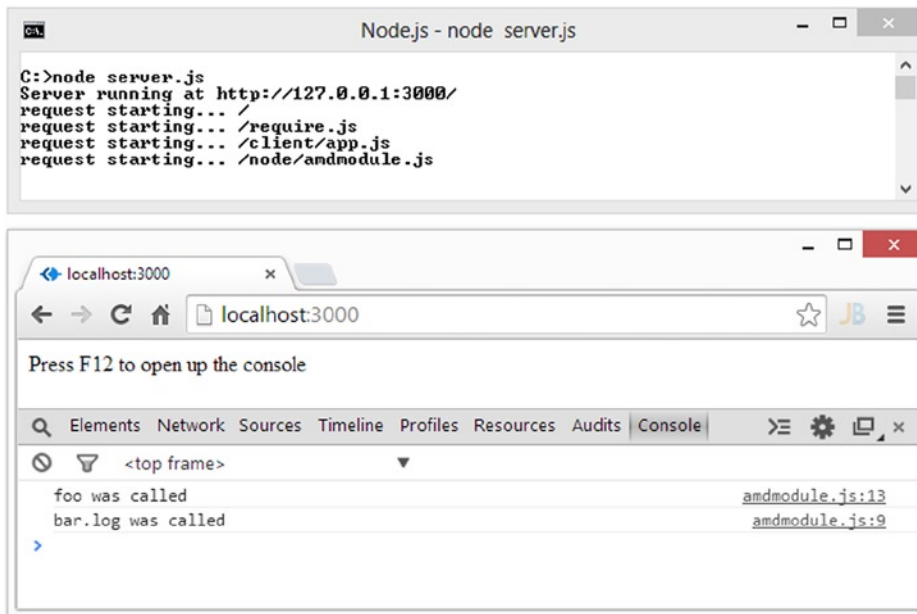 C:\.
Node.js - node server.js
C:>node server.js
Server running at http://127.0.0.1:3000/
request starting... /
request starting... /require.js
request starting... /client/app.js
request starting... /node/amdmodule.js
localhost:3000
localhost:3000
JB
Press F12 to open up the console
Elements Network Sources Timeline Profiles Resources Audits Console
<top frame>
foo was called amdmodule.js:13
bar.log was called amdmodule.js:9
>